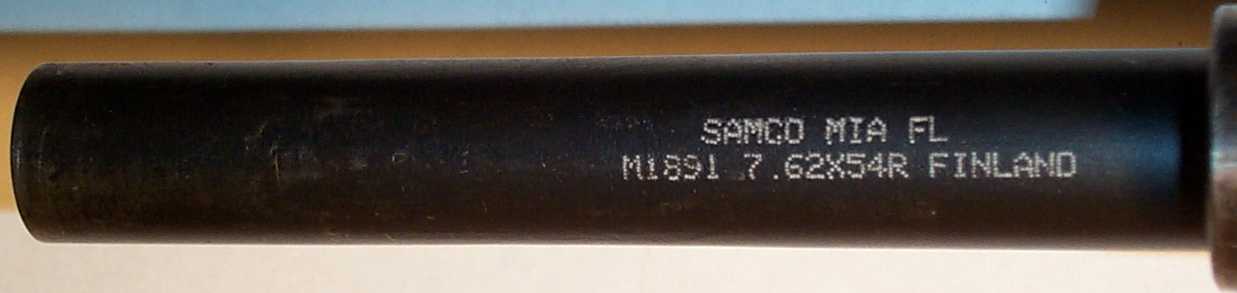 SAMCO MIA FL
M1891 7.62X54R FINLAND